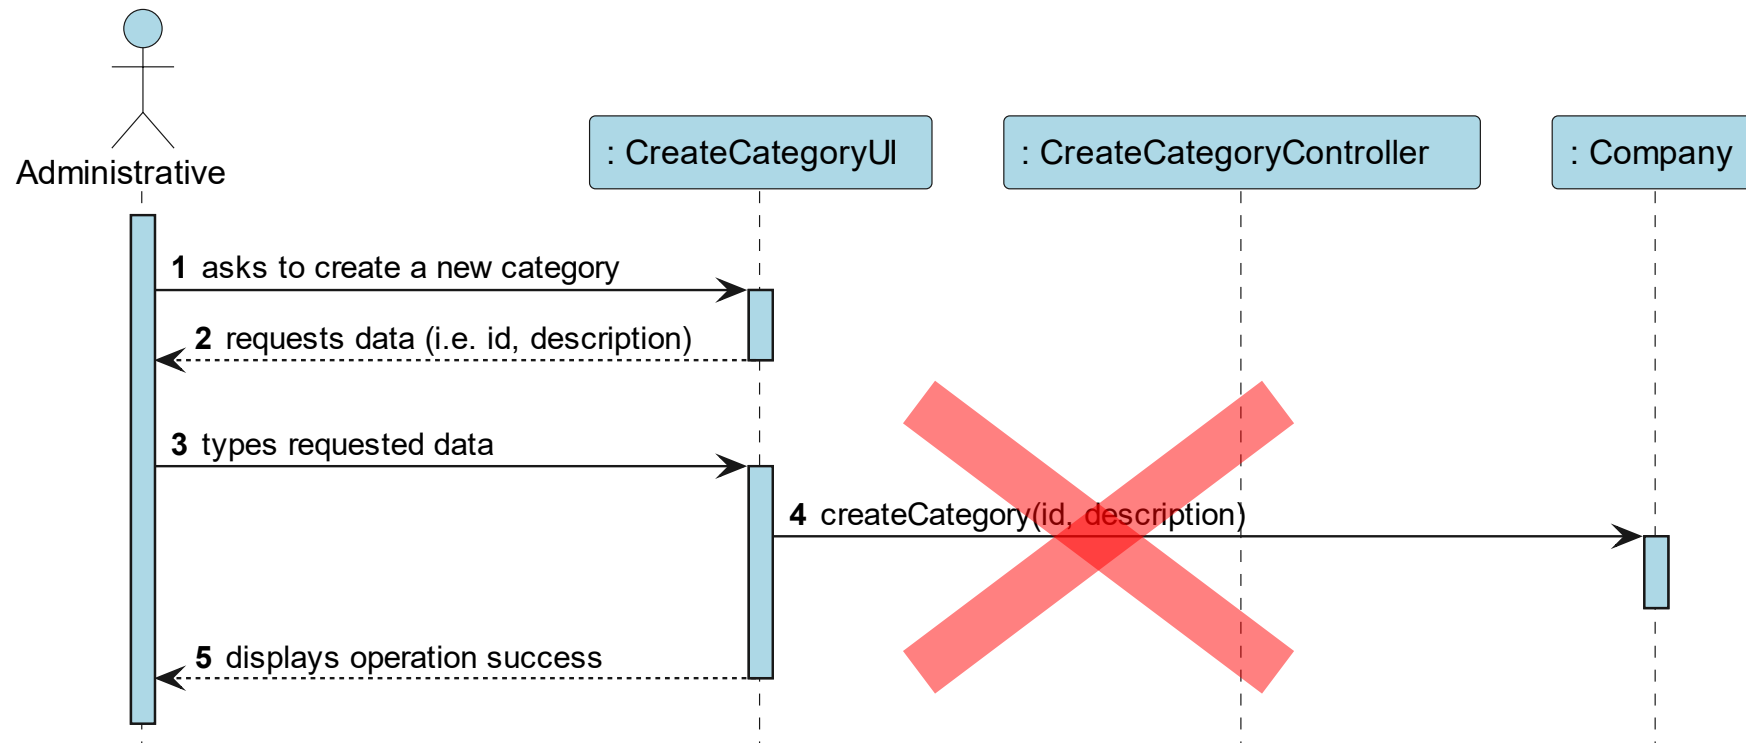 Administrative
: CreateCategoryUI
: CreateCategoryController
: Company
1 asks to create a new category
2 requests data (i.e. id, description)
3 types requested data
4 createCategory(id, description)
5 displays operation success